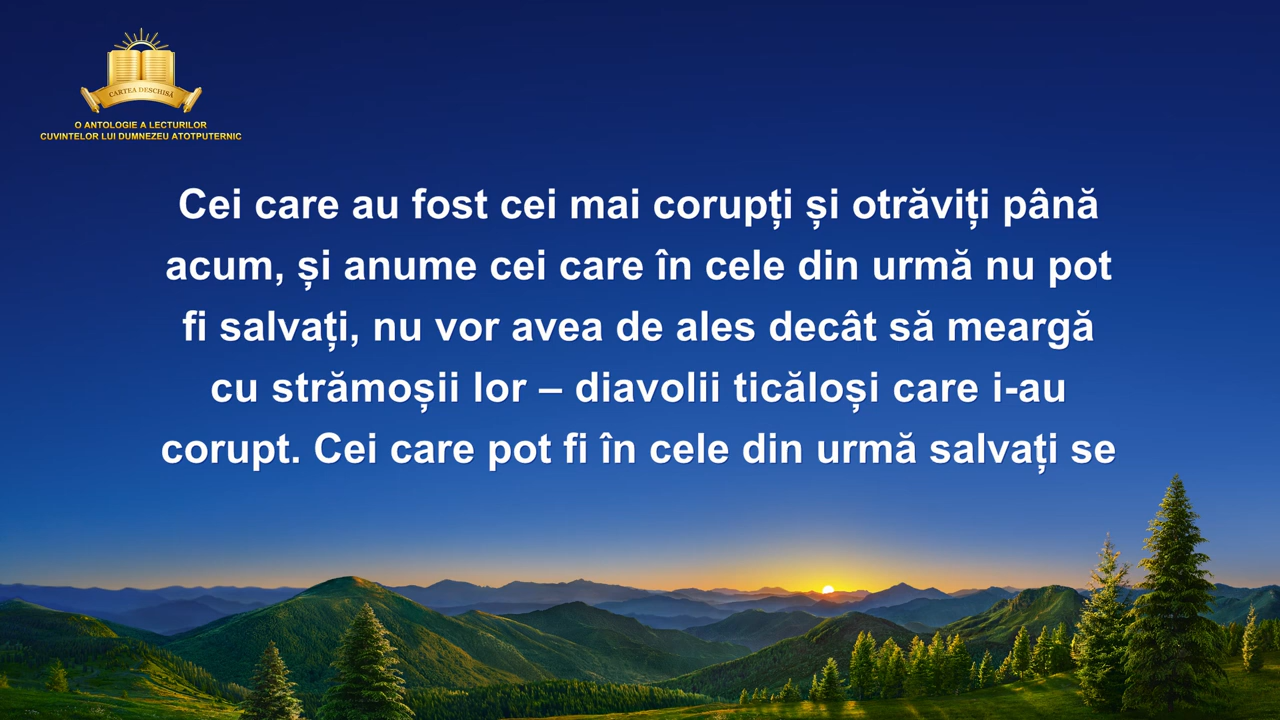 CARTEA DESCHISĂ
O ANTOLOGIE A LECTURILOR
CUVINTELOR LUI DUMNEZEU ATOTPUTERNIC
Cei care au fost cei mai corupți și otrăviți până
acum, și anume cei care în cele din urmă nu pot
fi salvați, nu vor avea de ales decât să meargă
cu strămoșii lor – diavolii ticăloși care i-au
corupt. Cei care pot fi în cele din urmă salvați se